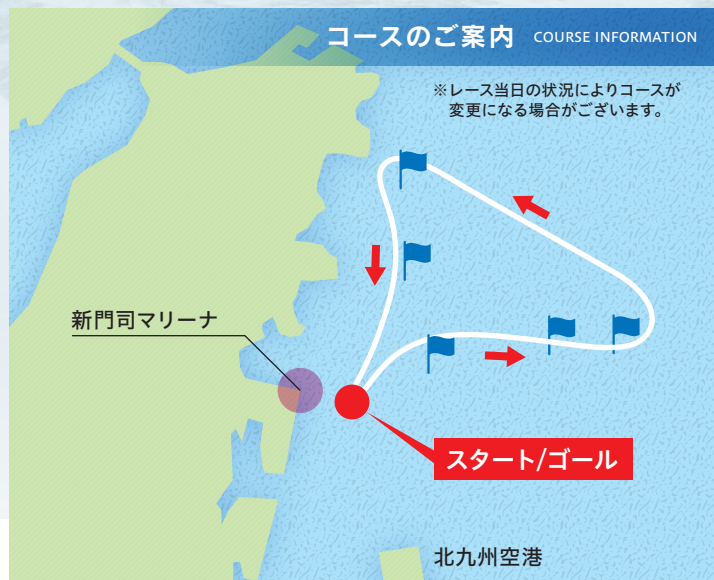 コースのご案内 COURSE INFORMATION
※レース当日の状況によりコースが
変更になる場合がございます。
新門司マリーナ
スタート/ゴール
北九州空港